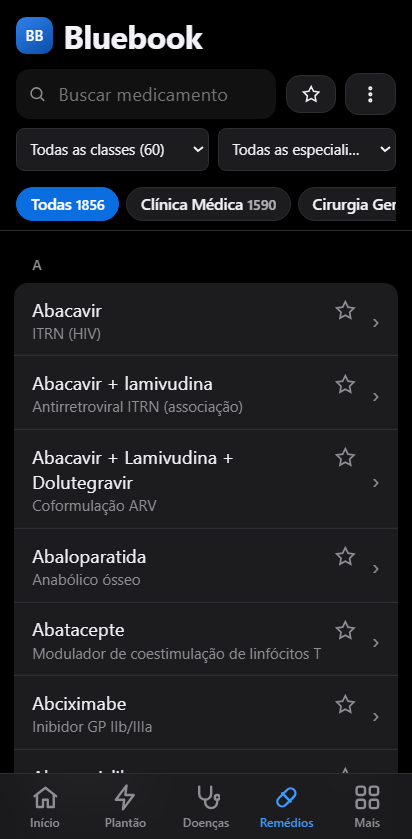 BB Bluebook
Buscar medicamento
Todas as classes (60) Todas as especiali...
Todas 1856 Clínica Médica 1590 Cirurgia Ger
A
Abacavir
ITRN (HIV)
Abacavir + lamivudina
Antirretroviral ITRN (associação)
Abacavir + Lamivudina +
Dolutegravir
Coformulação ARV
Abaloparatida
Anabólico ósseo
Abatacepte
Modulador de coestimulação de linfócitos T
Abciximabe
Inibidor GP IIb/IIIa
Início Plantão Doenças Remédios Mais